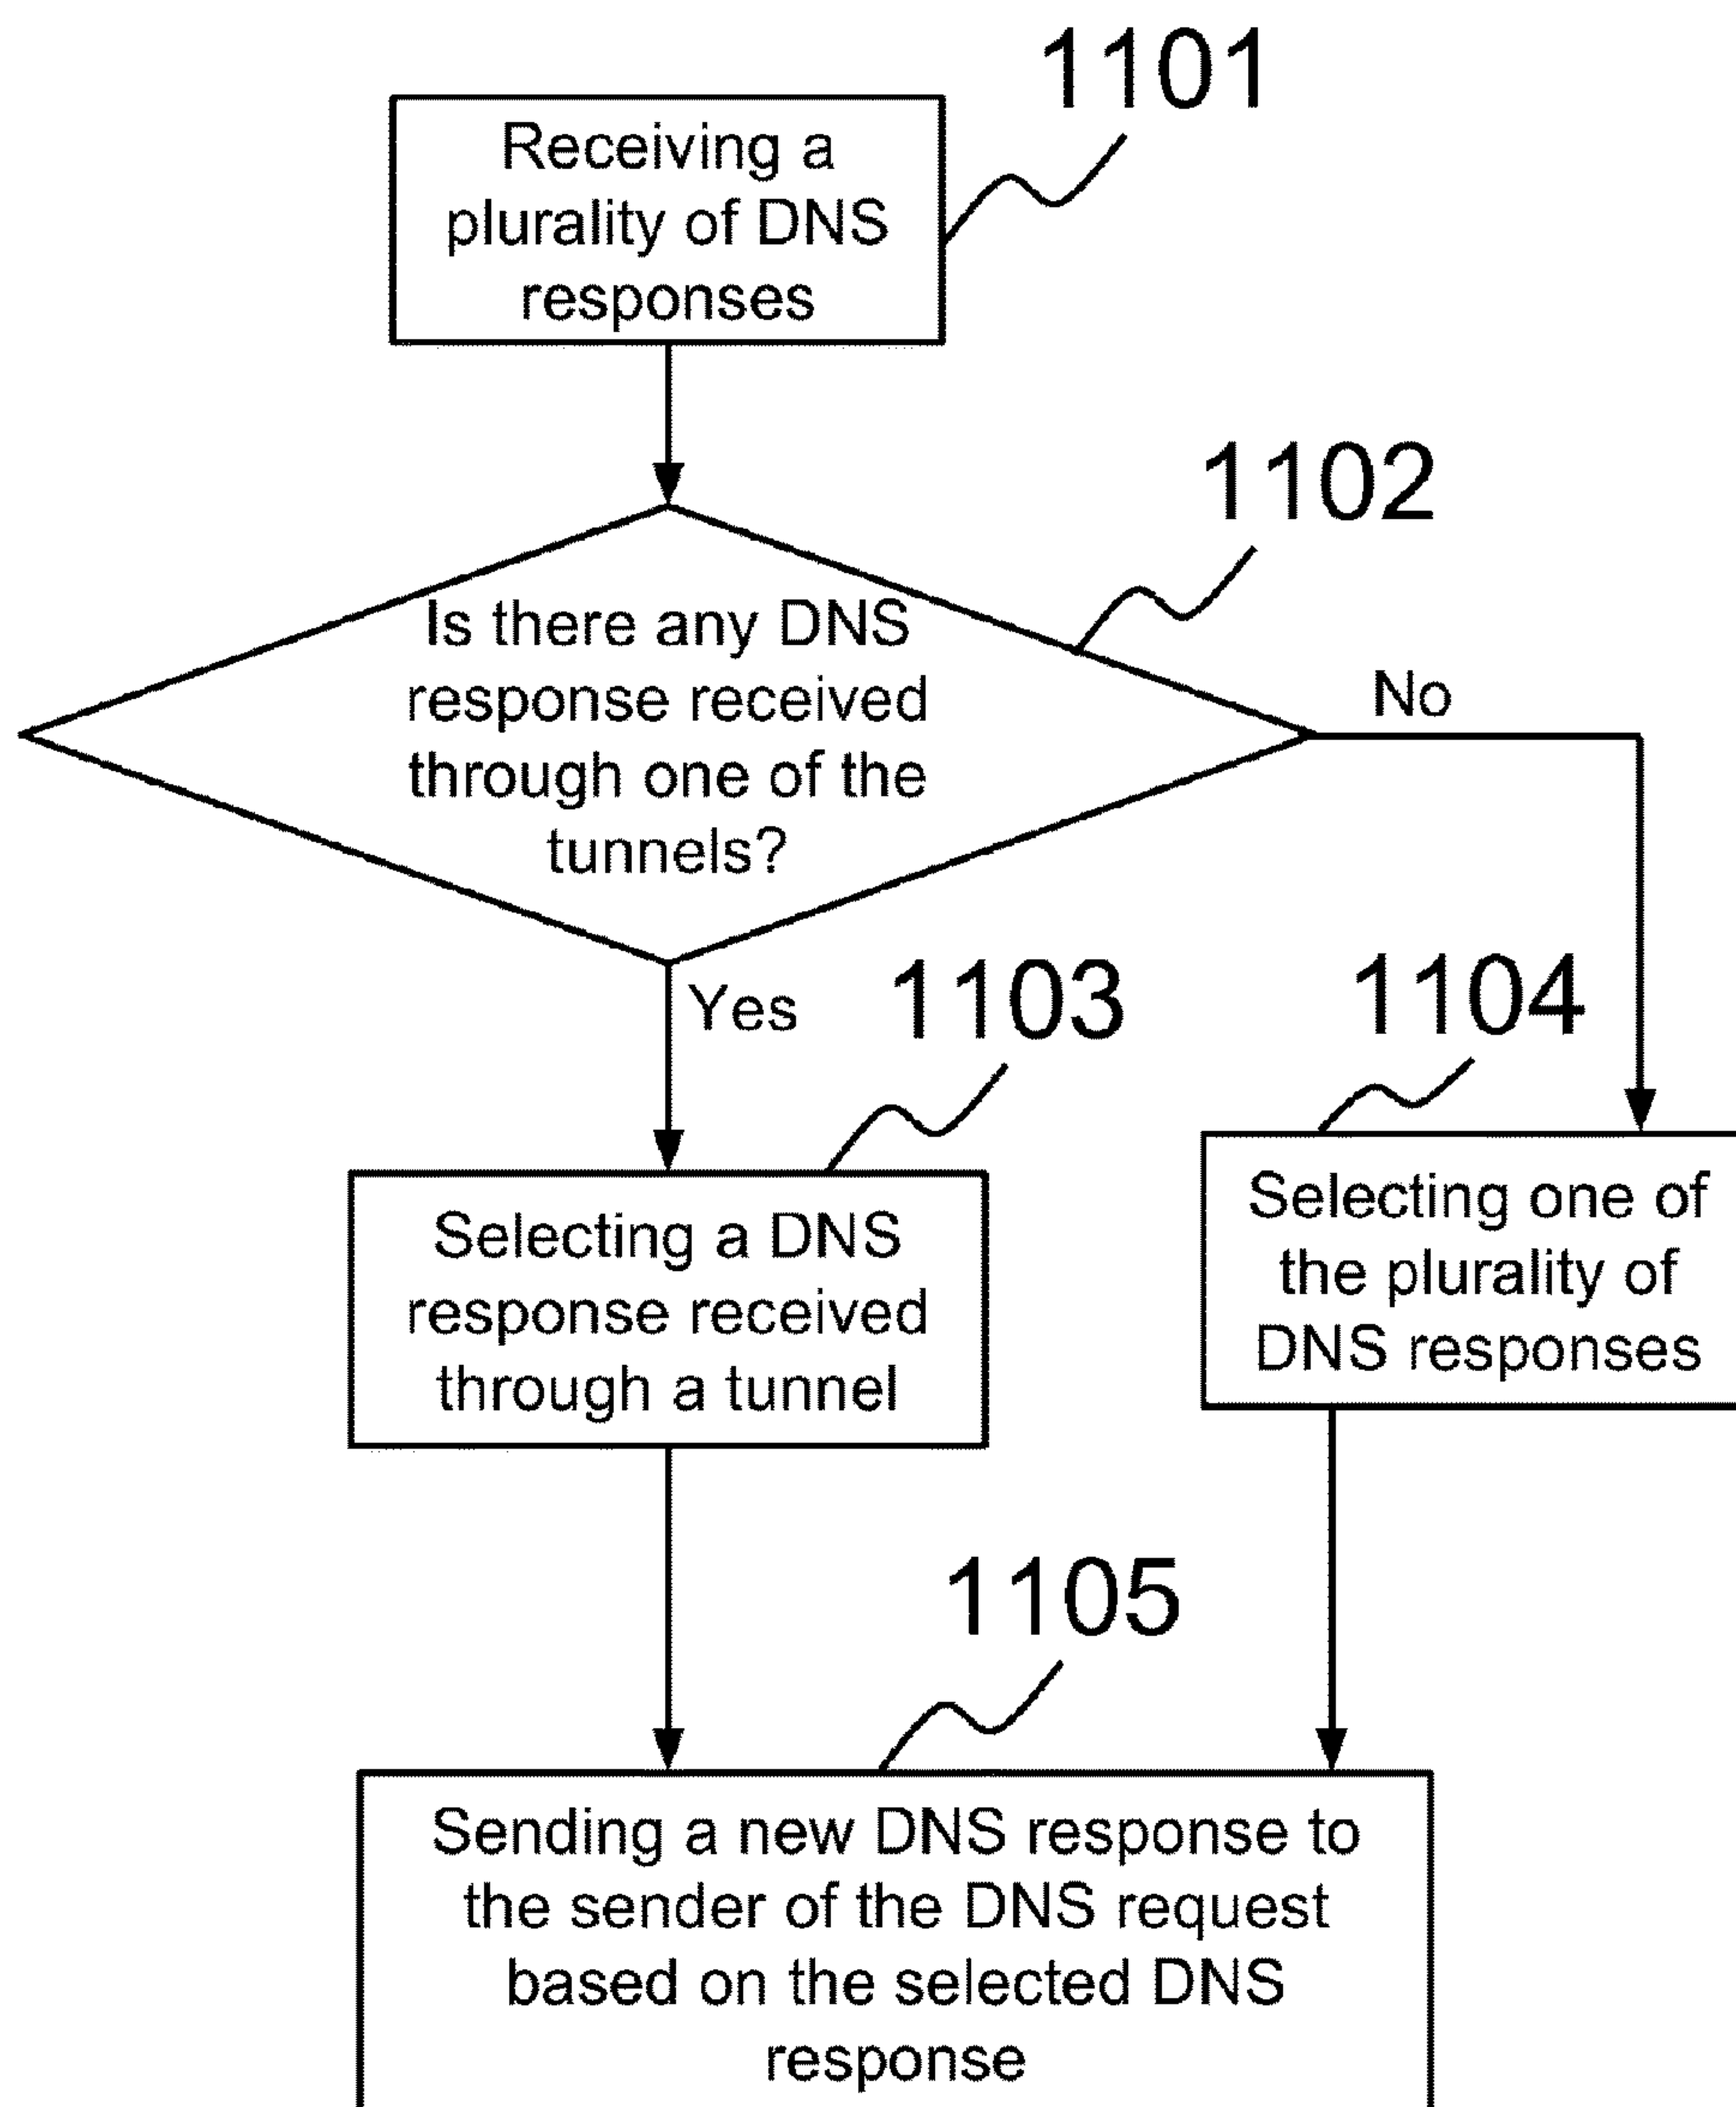 1101
Receiving a
plurality of DNS
responses
1102
Is there any DNS
response received
through one of the
tunnels?
No
Yes
1103
1104
Selecting a DNS
response received
through a tunnel
Selecting one of
the plurality of
DNS responses
1105
Sending a new DNS response to
the sender of the DNS request
based on the selected DNS
response